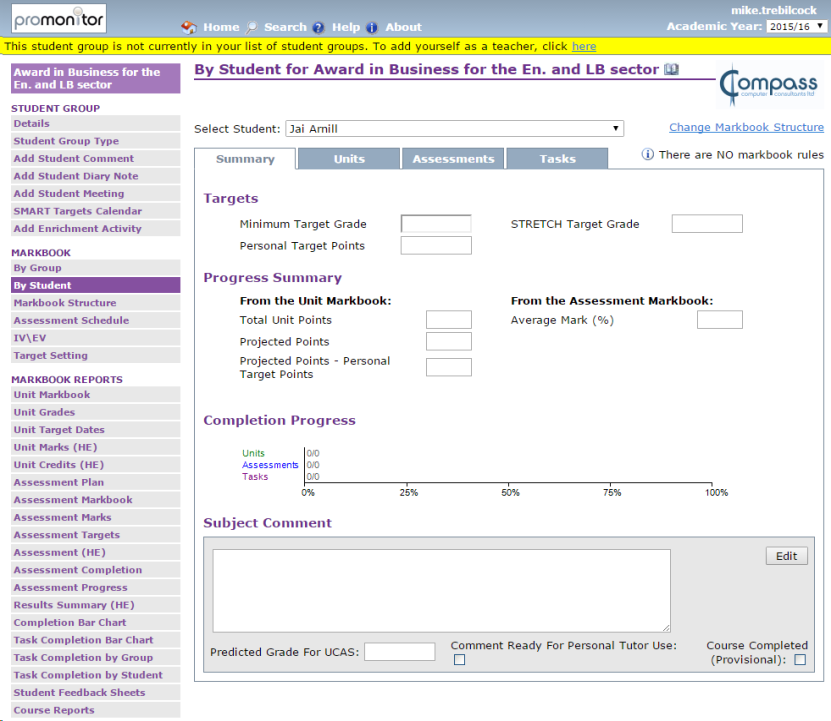 promonitor
mike.trebilcock
Home Search Help About
Academic Year: 2015/16
This student group is not currently in your list of student groups. To add yourself as a teacher, click here
Award in Business for the
En. and LB sector
STUDENT GROUP
Details
Student Group Type
Add Student Comment
Add Student Diary Note
Add Student Meeting
SMART Targets Calendar
Add Enrichment Activity
MARKBOOK
By Group
By Student
Markbook Structure
Assessment Schedule
IV\EV
Target Setting
MARKBOOK REPORTS
Unit Markbook
Unit Grades
Unit Target Dates
Unit Marks (HE)
Unit Credits (HE)
Assessment Plan
Assessment Markbook
Assessment Marks
Assessment Targets
Assessment (HE)
Assessment Completion
Assessment Progress
Results Summary (HE)
Completion Bar Chart
Task Completion Bar Chart
Task Completion by Group
Task Completion by Student
Student Feedback Sheets
Course Reports
By Student for Award in Business for the En. and LB sector
Compass
computer consultants ltd
Select Student: Jai Amill
Change Markbook Structure
Summary Units Assessments Tasks
There are NO markbook rules
Targets
Minimum Target Grade
STRETCH Target Grade
Personal Target Points
Progress Summary
From the Unit Markbook:
From the Assessment Markbook:
Total Unit Points
Average Mark (%)
Projected Points
Projected Points - Personal
Target Points
Completion Progress
Units 0/0
Assessments 0/0
Tasks 0/0
0% 25% 50% 75% 100%
Subject Comment
Edit
Predicted Grade For UCAS:
Comment Ready For Personal Tutor Use:
Course Completed
(Provisional):